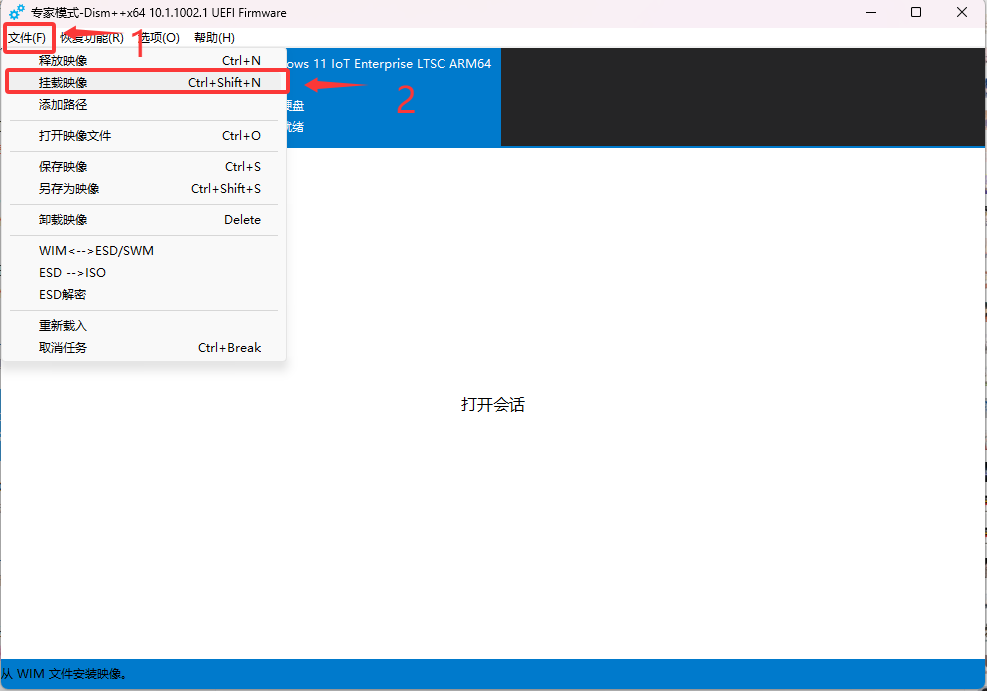 专家模式-Dism++x64 10.1.1002.1 UEFI Firmware
文件(F) 恢复功能(R) 选项(O) 帮助(H)
1
释放映像 Ctrl+N
ows 11 IoT Enterprise LTSC ARM64
挂载映像 Ctrl+Shift+N
2
添加路径
硬盘
打开映像文件 Ctrl+O
就绪
保存映像 Ctrl+S
另存为映像 Ctrl+Shift+S
卸载映像 Delete
WIM<-->ESD/SWM
ESD -->ISO
ESD解密
重新载入
取消任务 Ctrl+Break
打开会话
从 WIM 文件安装映像。